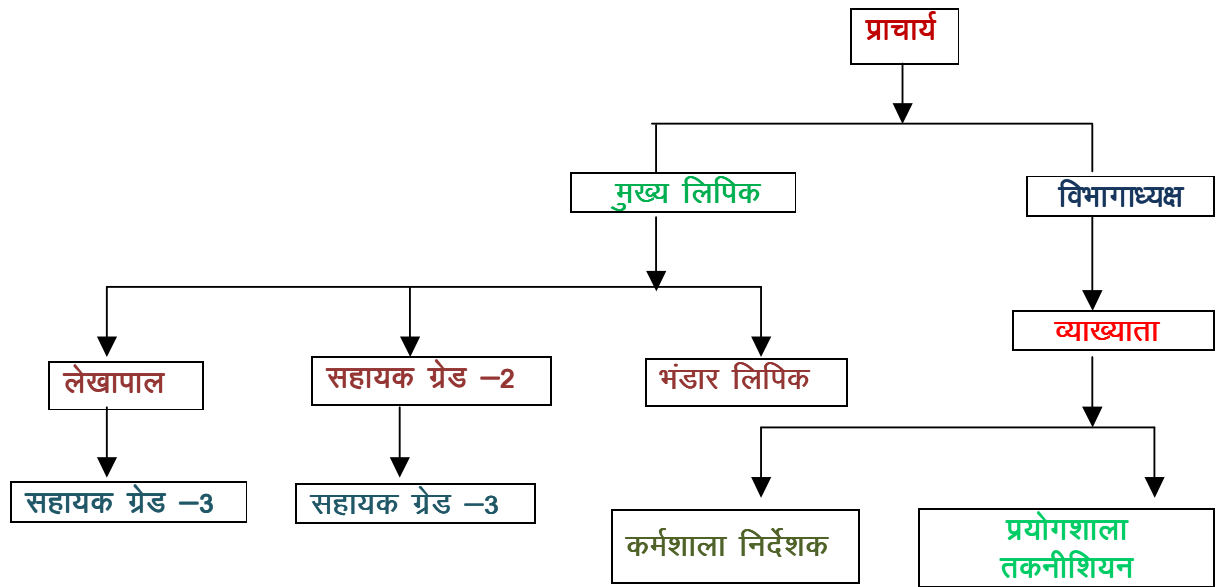 प्राचार्य
मुख्य लिपिक
विभागाध्यक्ष
व्याख्याता
लेखापाल
सहायक ग्रेड –2
भंडार लिपिक
सहायक ग्रेड –3
सहायक ग्रेड –3
कर्मशाला निर्देशक
प्रयोगशाला
तकनीशियन